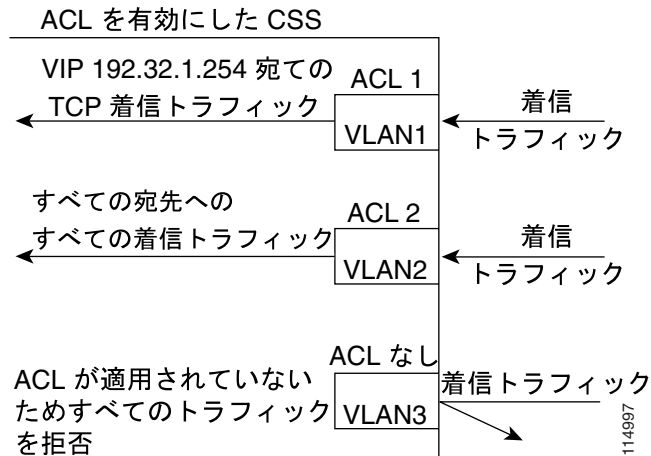 ACL を有効にした CSS
VIP 192.32.1.254 宛ての
TCP 着信トラフィック
ACL 1
VLAN1
着信
トラフィック
すべての宛先への
すべての着信トラフィック
ACL 2
VLAN2
着信
トラフィック
ACL が適用されていない
ためすべてのトラフィック
を拒否
ACL なし
VLAN3
着信トラフィック
114997